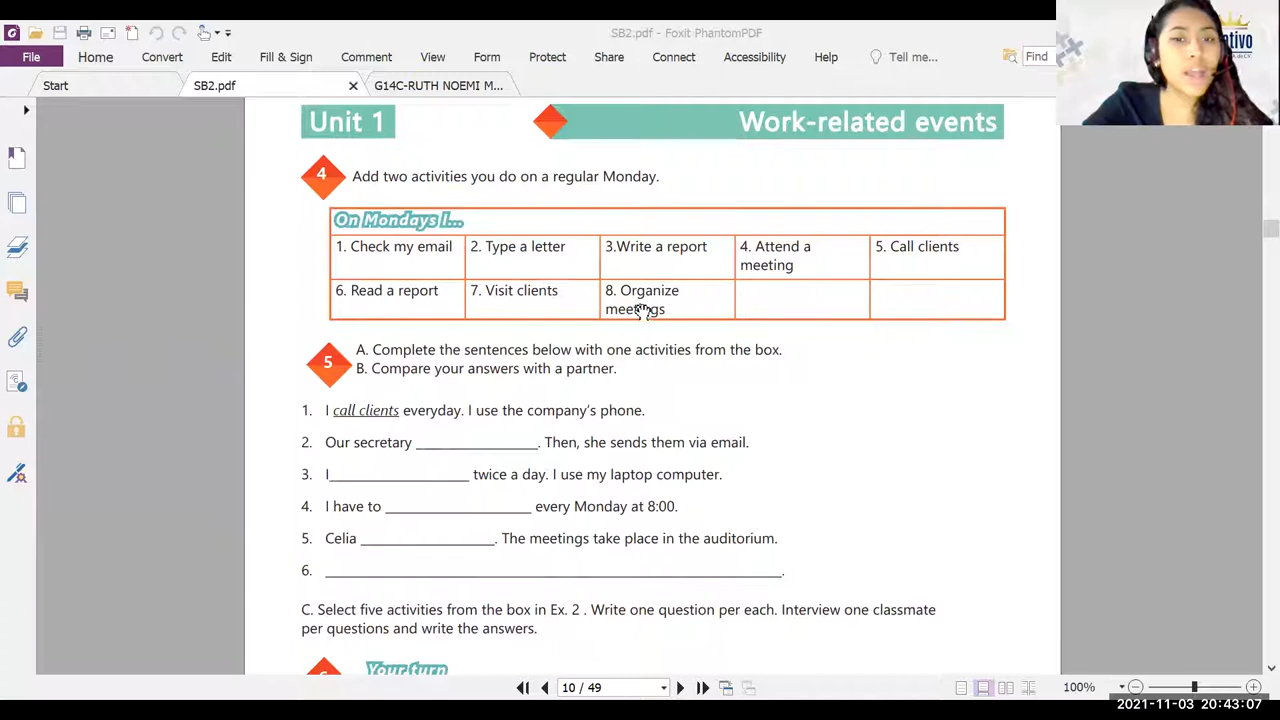 SB2.pdf - Foxit PhantomPDF
File Home Convert Fill & Sign Comment View Form Protect Share Connect Accessibility Help Tell me... Find
Start SB2.pdf G14C-RUTH NOEMI M...
Unit 1 Work-related events
4 Add two activities you do on a regular Monday.
On Mondays I...
1. Check my email 2. Type a letter 3.Write a report 4. Attend a meeting 5. Call clients
6. Read a report 7. Visit clients 8. Organize meetings
5 A. Complete the sentences below with one activities from the box.
B. Compare your answers with a partner.
1. I call clients everyday. I use the company's phone.
2. Our secretary _______________. Then, she sends them via email.
3. I_________________ twice a day. I use my laptop computer.
4. I have to __________________ every Monday at 8:00.
5. Celia ________________. The meetings take place in the auditorium.
6. ________________________________________________________.
C. Select five activities from the box in Ex. 2 . Write one question per each. Interview one classmate
per questions and write the answers.
Your turn
10 / 49 100%
2021-11-03 20:43:07